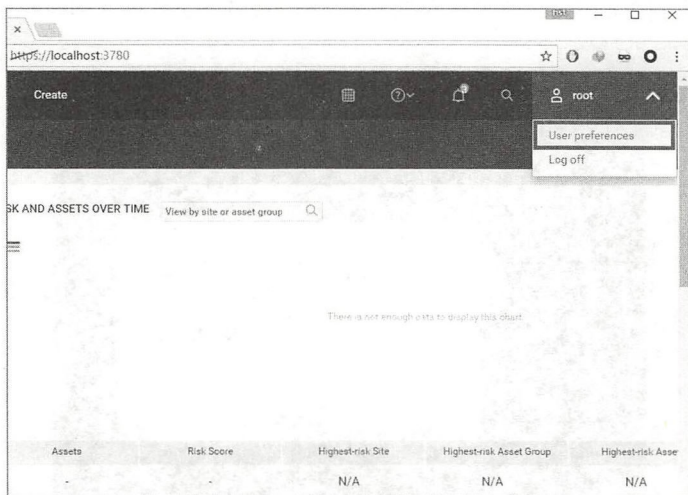 https://localhost:3780
Create
root
User preferences
Log off
SK AND ASSETS OVER TIME
View by site or asset group
There is not enough data to display this chart.
Assets Risk Score Highest-risk Site Highest-risk Asset Group Highest-risk Asse
- - N/A N/A N/A